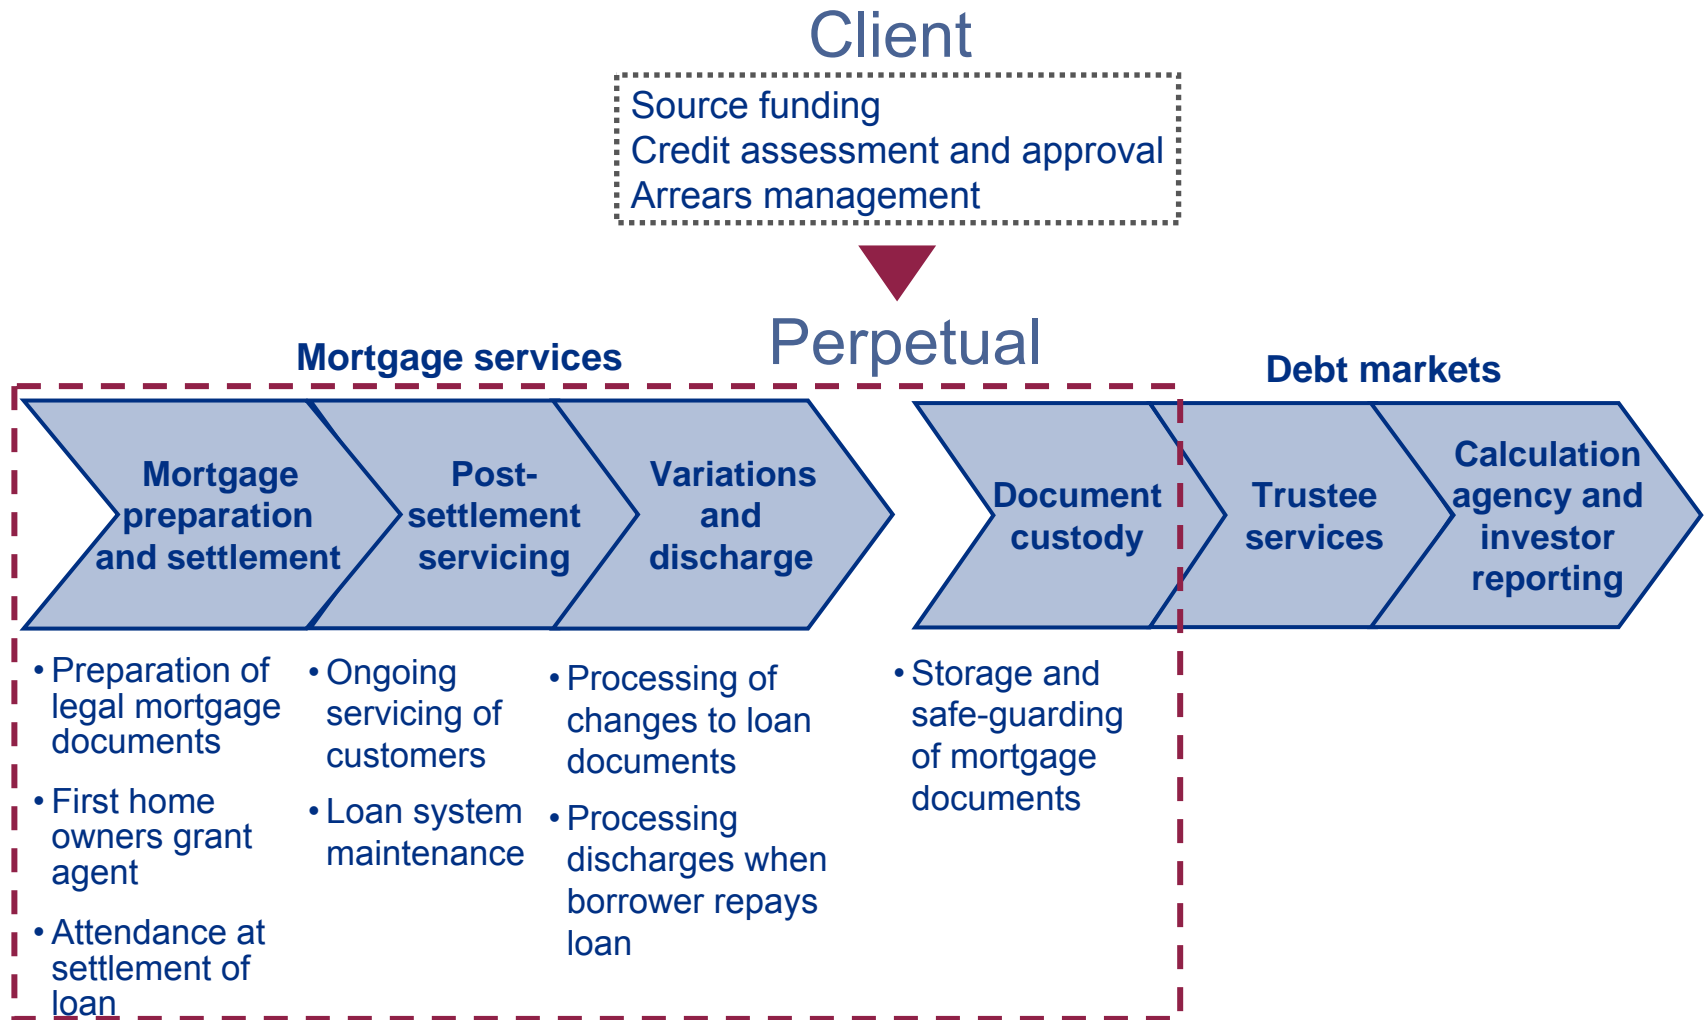 Client
Source funding
Credit assessment and approval
Arrears management
Perpetual
Mortgage services
Debt markets
Mortgage
preparation
and settlement
Post-
settlement
servicing
Variations
and
discharge
Document
custody
Trustee
services
Calculation
agency and
investor
reporting
• Preparation of
legal mortgage
documents
• First home
owners grant
agent
• Attendance at
settlement of
loan
• Ongoing
servicing of
customers
• Loan system
maintenance
• Processing of
changes to loan
documents
• Processing
discharges when
borrower repays
loan
• Storage and
safe-guarding
of mortgage
documents